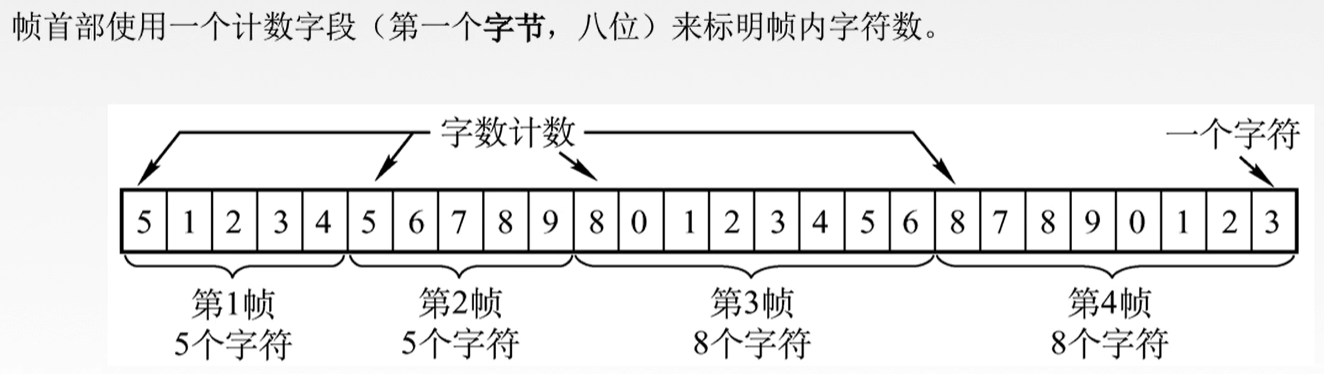 帧首部使用一个计数字段（第一个字节，八位）来标明帧内字符数。
字数计数
一个字符
5 1 2 3 4 5 6 7 8 9 8 0 1 2 3 4 5 6 8 7 8 9 0 1 2 3
第1帧 第2帧 第3帧 第4帧
5个字符 5个字符 8个字符 8个字符